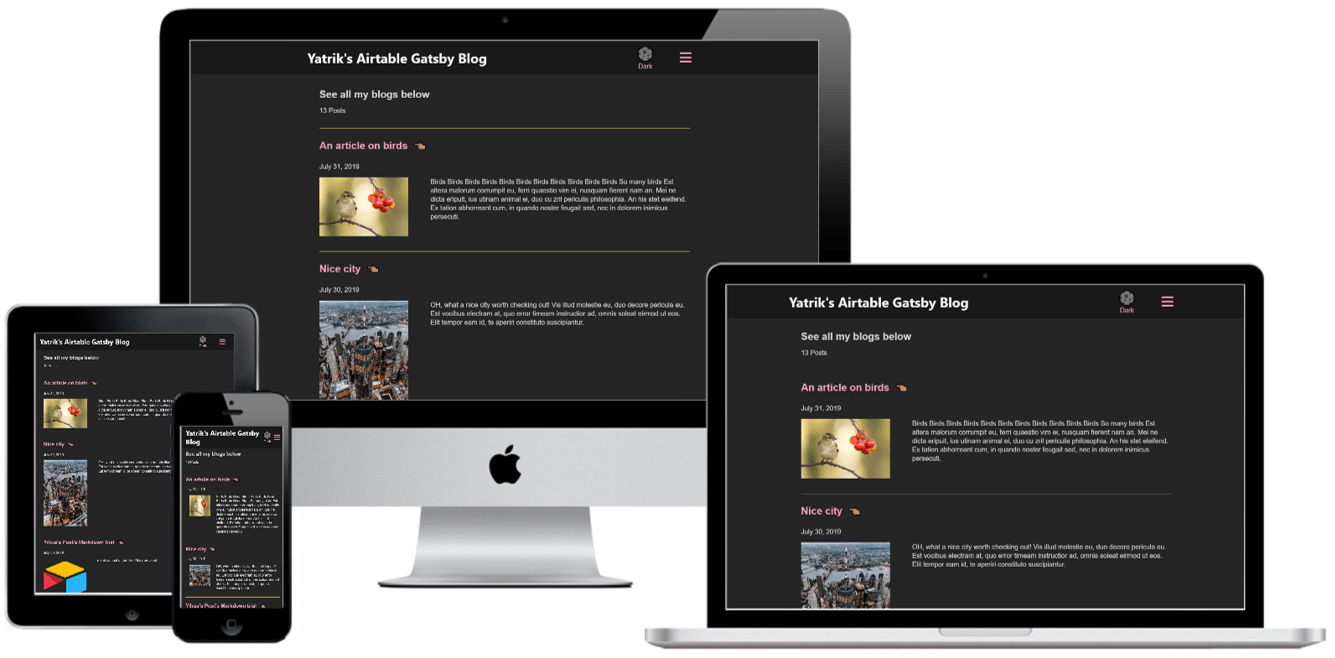 Yatrik's Airtable Gatsby Blog
Dark
See all my blogs below
13 Posts
An article on birds
July 31, 2019
Birds Birds Birds Birds Birds Birds Birds Birds Birds Birds Birds So many birds Est
altera malorum corrumpit eu, ferri quaestio vim ei, nusquam fierent nam an. Mei ne
dicta eripuit, ius utinam animal ei, duo cu zril periculis philosophia. An hisste eleifend.
Ex tation abhorreant cum, in quando noster feugait sed, nec in dolorem inimicus
persecuti.
Nice city
July 30, 2019
OH, what a nice city worth checking out! Vis illud molestie eu, duo decore pericula eu.
Est vocibus electram at, quo error timeam instructior ad, omnis soleat eirmod ut eos.
Elit tempor eam id, te aperiri constituto suscipiantur.
Yatrik's Airtable Gatsby Blog
Dark
See all my blogs below
13 Posts
An article on birds
July 31, 2019
Birds Birds Birds Birds Birds Birds Birds Birds Birds Birds Birds So many birds Est
altera malorum corrumpit eu, ferri quaestio vim ei, nusquam fierent nam an. Mei ne
dicta eripuit, ius utinam animal ei, duo cu zril periculis philosophia. An his ste eleifend.
Ex tation abhorreant cum, in quando noster feugait sed, nec in dolorem inimicus
persecuti.
Nice city
July 30, 2019
OH, what a nice city worth checking out! Vis illud molestie eu, duo decore pericula eu.
Est vocibus electram at, quo error timeam instructior ad, omnis soleat eirmod ut eos.
Elit tempor eam id, te aperiri constituto suscipiantur.
Yatrik's Airtable Gatsby Blog
See all my blogs below
An article on birds
Nice city
Yatrik's Airtable Gatsby
Blog
See all my blogs below
An article on birds
Nice city